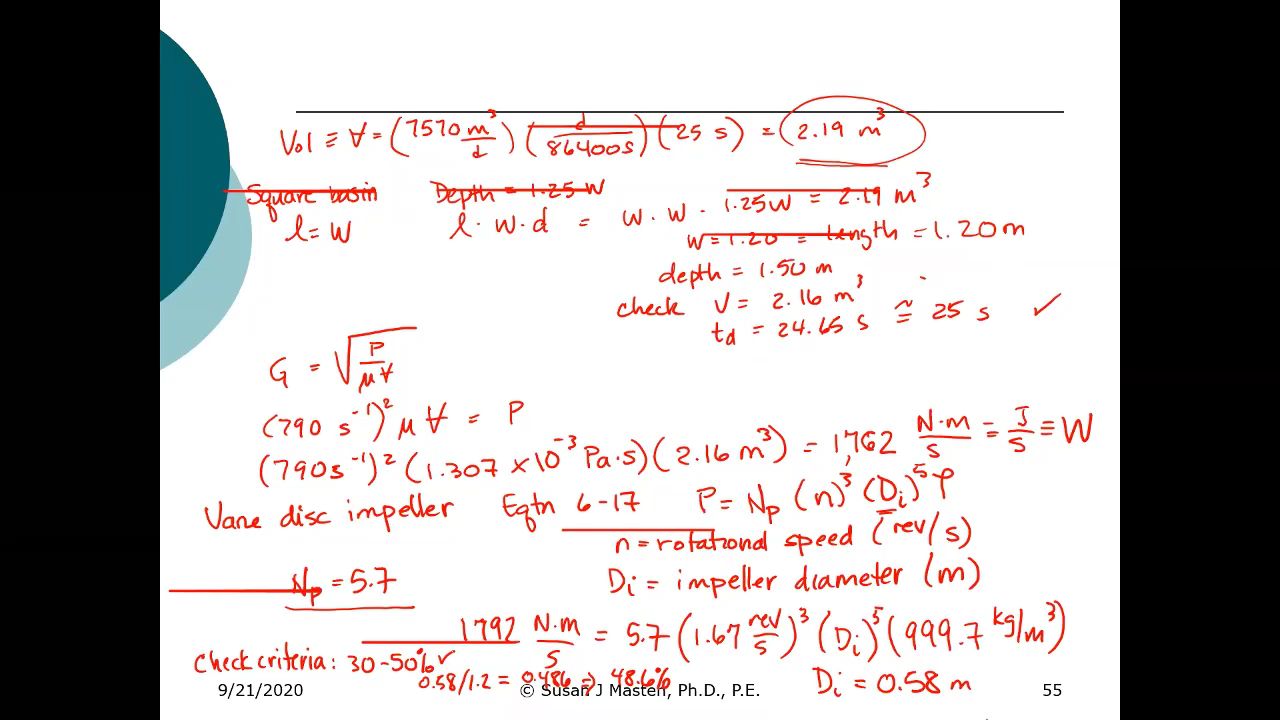 Vol ≡ V = (7570 m³/d) (d/86400s) (25 s) = 2.19 m³
Square basin Depth = 1.25 W
l = W l · w · d = W · W · 1.25W = 2.19 m³
W = 1.20 = length = 1.20 m
depth = 1.50 m
check V = 2.16 m³
td = 24.65 s ≅ 25 s ✓
G = √(P/μV)
(790 s⁻¹)² μ V = P
(790s⁻¹)² (1.307 × 10⁻³ Pa·s) (2.16 m³) = 1,762 N·m/s = J/s ≡ W
Vane disc impeller Eqtn 6-17 P = Np (n)³ (Di)⁵ ρ
n = rotational speed (rev/s)
Np = 5.7 Di = impeller diameter (m)
1792 N·m/s = 5.7 (1.67 rev/s)³ (Di)⁵ (999.7 kg/m³)
Check criteria: 30-50% ✓
0.58/1.2 = 0.486 ⇒ 48.6% Di = 0.58 m
9/21/2020 © Susan J Masten, Ph.D., P.E. 55